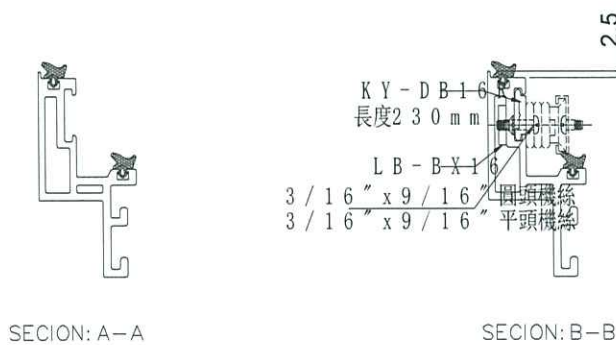 25
KY-DB16
長度230mm
LB-BX16
3/16"x9/16"圓頭機絲
3/16"x9/16"平頭機絲
SECION: A-A
SECION: B-B